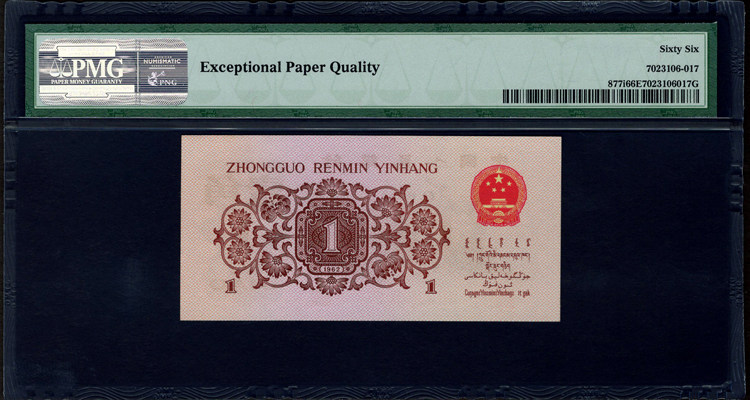 PMG
PAPER MONEY GUARANTY
NUMISMATIC
PNG
Exceptional Paper Quality
Sixty Six
7023106-017
877i66E7023106017G
ZHONGGUO RENMIN YINHANG
1
1962
1
1